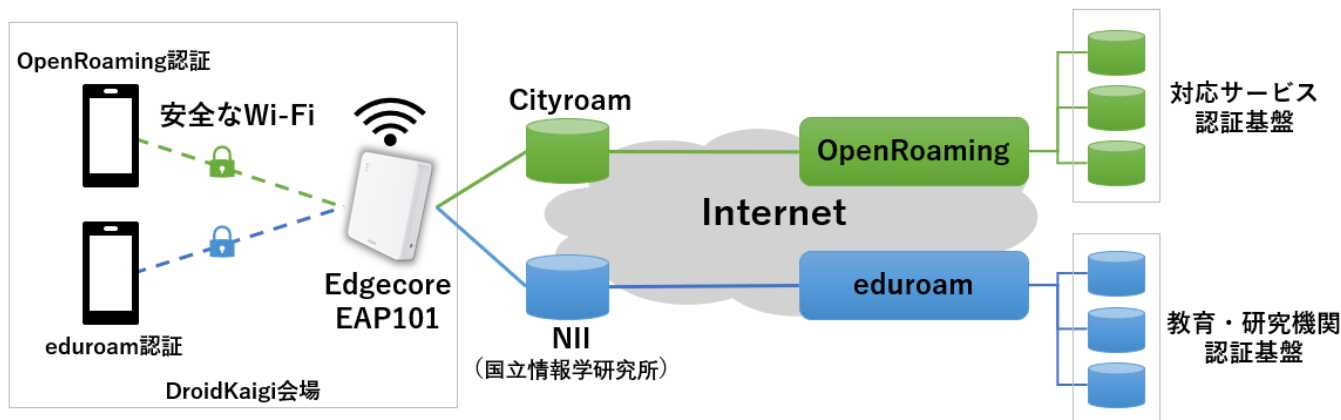 OpenRoaming認証
安全なWi-Fi
Edgecore
EAP101
eduroam認証
DroidKaigi会場
Cityroam
NII
（国立情報学研究所）
Internet
OpenRoaming
eduroam
対応サービス
認証基盤
教育・研究機関
認証基盤